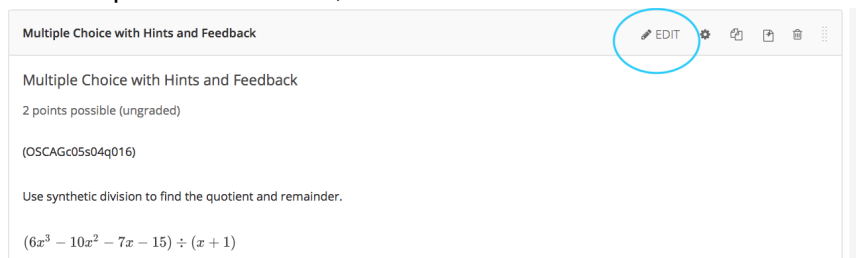 Multiple Choice with Hints and Feedback EDIT
Multiple Choice with Hints and Feedback
2 points possible (ungraded)
(OSCAGc05s04q016)
Use synthetic division to find the quotient and remainder.
(6x³ − 10x² − 7x − 15) ÷ (x + 1)